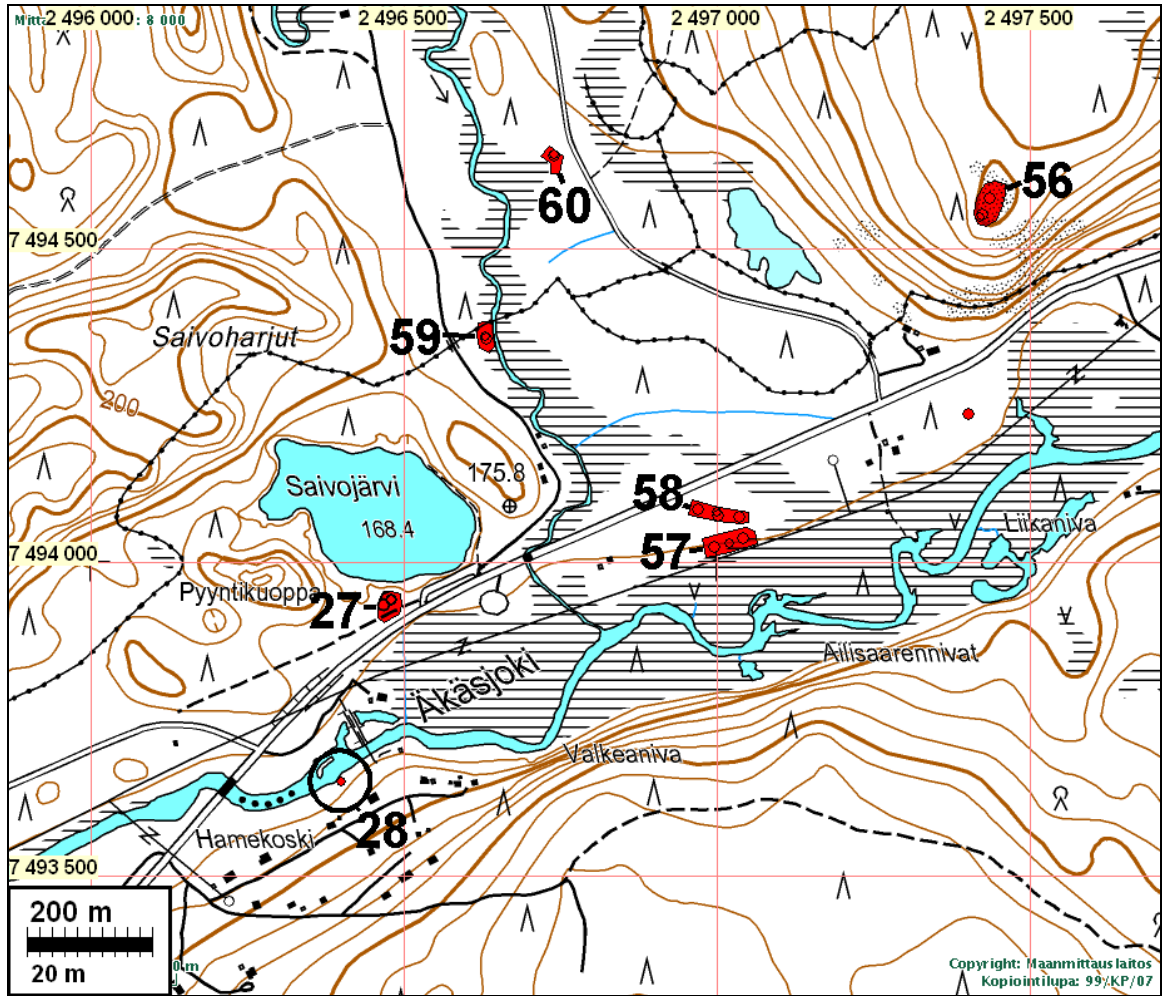 2 496 000
: 8 000
2 496 500
2 497 000
2 497 500
56
60
7 494 500
59
Saivoharjut
200
175.8
Saivojärvi
168.4
58
Liikaniva
7 494 000
57
Pyyntikuoppa
27
Ailisaarennivat
Äkäsjoki
Valkeaniva
28
Hamekoski
7 493 500
200 m
20 m
0 m
Copyright: Maanmittauslaitos
Kopiointilupa: 99/KP/07